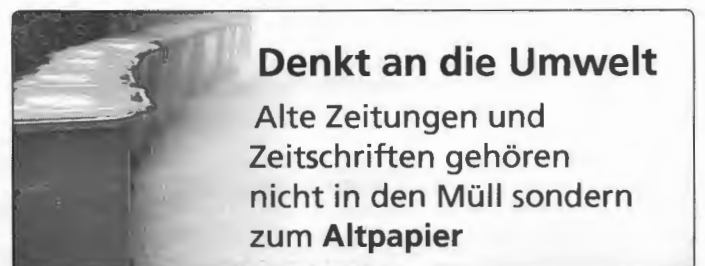 Denkt an die Umwelt
Alte Zeitungen und
Zeitschriften gehören
nicht in den Müll sondern
zum Altpapier